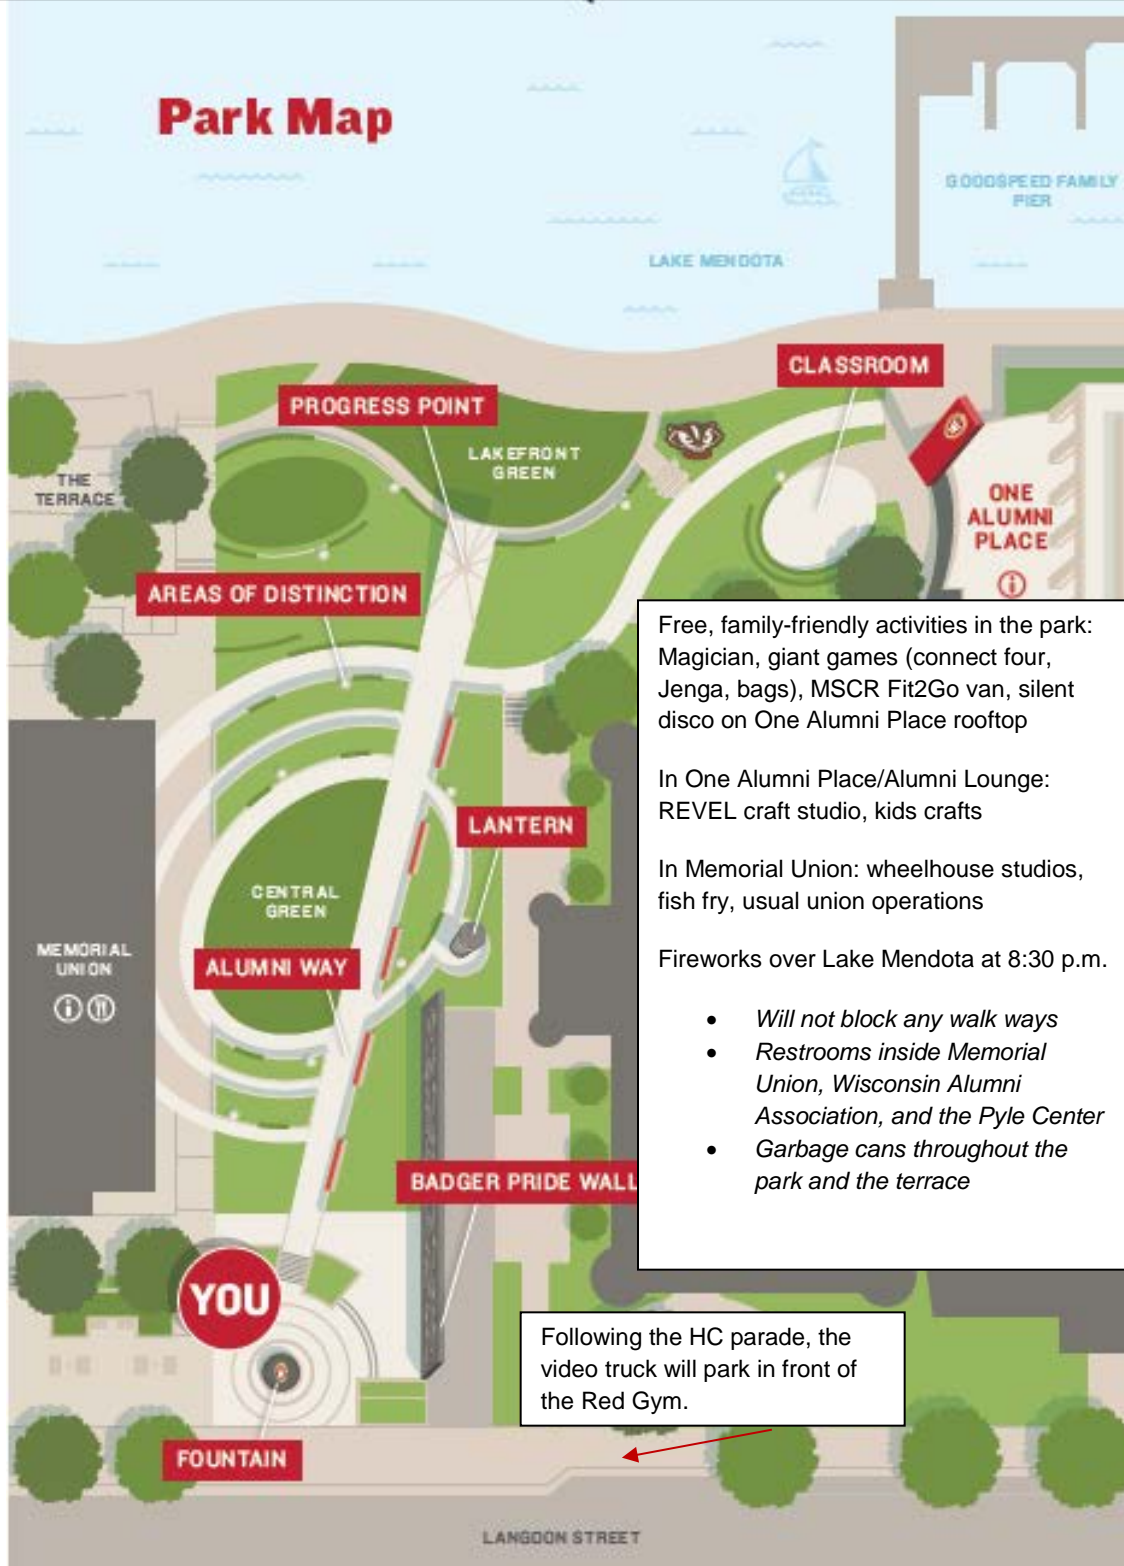 Park Map
GOODSPEED FAMILY
PIER
LAKE MENDOTA
CLASSROOM
PROGRESS POINT
LAKEFRONT
GREEN
THE
TERRACE
ONE
ALUMNI
PLACE
AREAS OF DISTINCTION
Free, family-friendly activities in the park:
Magician, giant games (connect four,
Jenga, bags), MSCR Fit2Go van, silent
disco on One Alumni Place rooftop
In One Alumni Place/Alumni Lounge:
REVEL craft studio, kids crafts
In Memorial Union: wheelhouse studios,
fish fry, usual union operations
Fireworks over Lake Mendota at 8:30 p.m.
• Will not block any walk ways
• Restrooms inside Memorial
Union, Wisconsin Alumni
Association, and the Pyle Center
• Garbage cans throughout the
park and the terrace
LANTERN
CENTRAL
GREEN
MEMORIAL
UNION
ALUMNI WAY
BADGER PRIDE WALL
YOU
Following the HC parade, the
video truck will park in front of
the Red Gym.
FOUNTAIN
LANGDON STREET